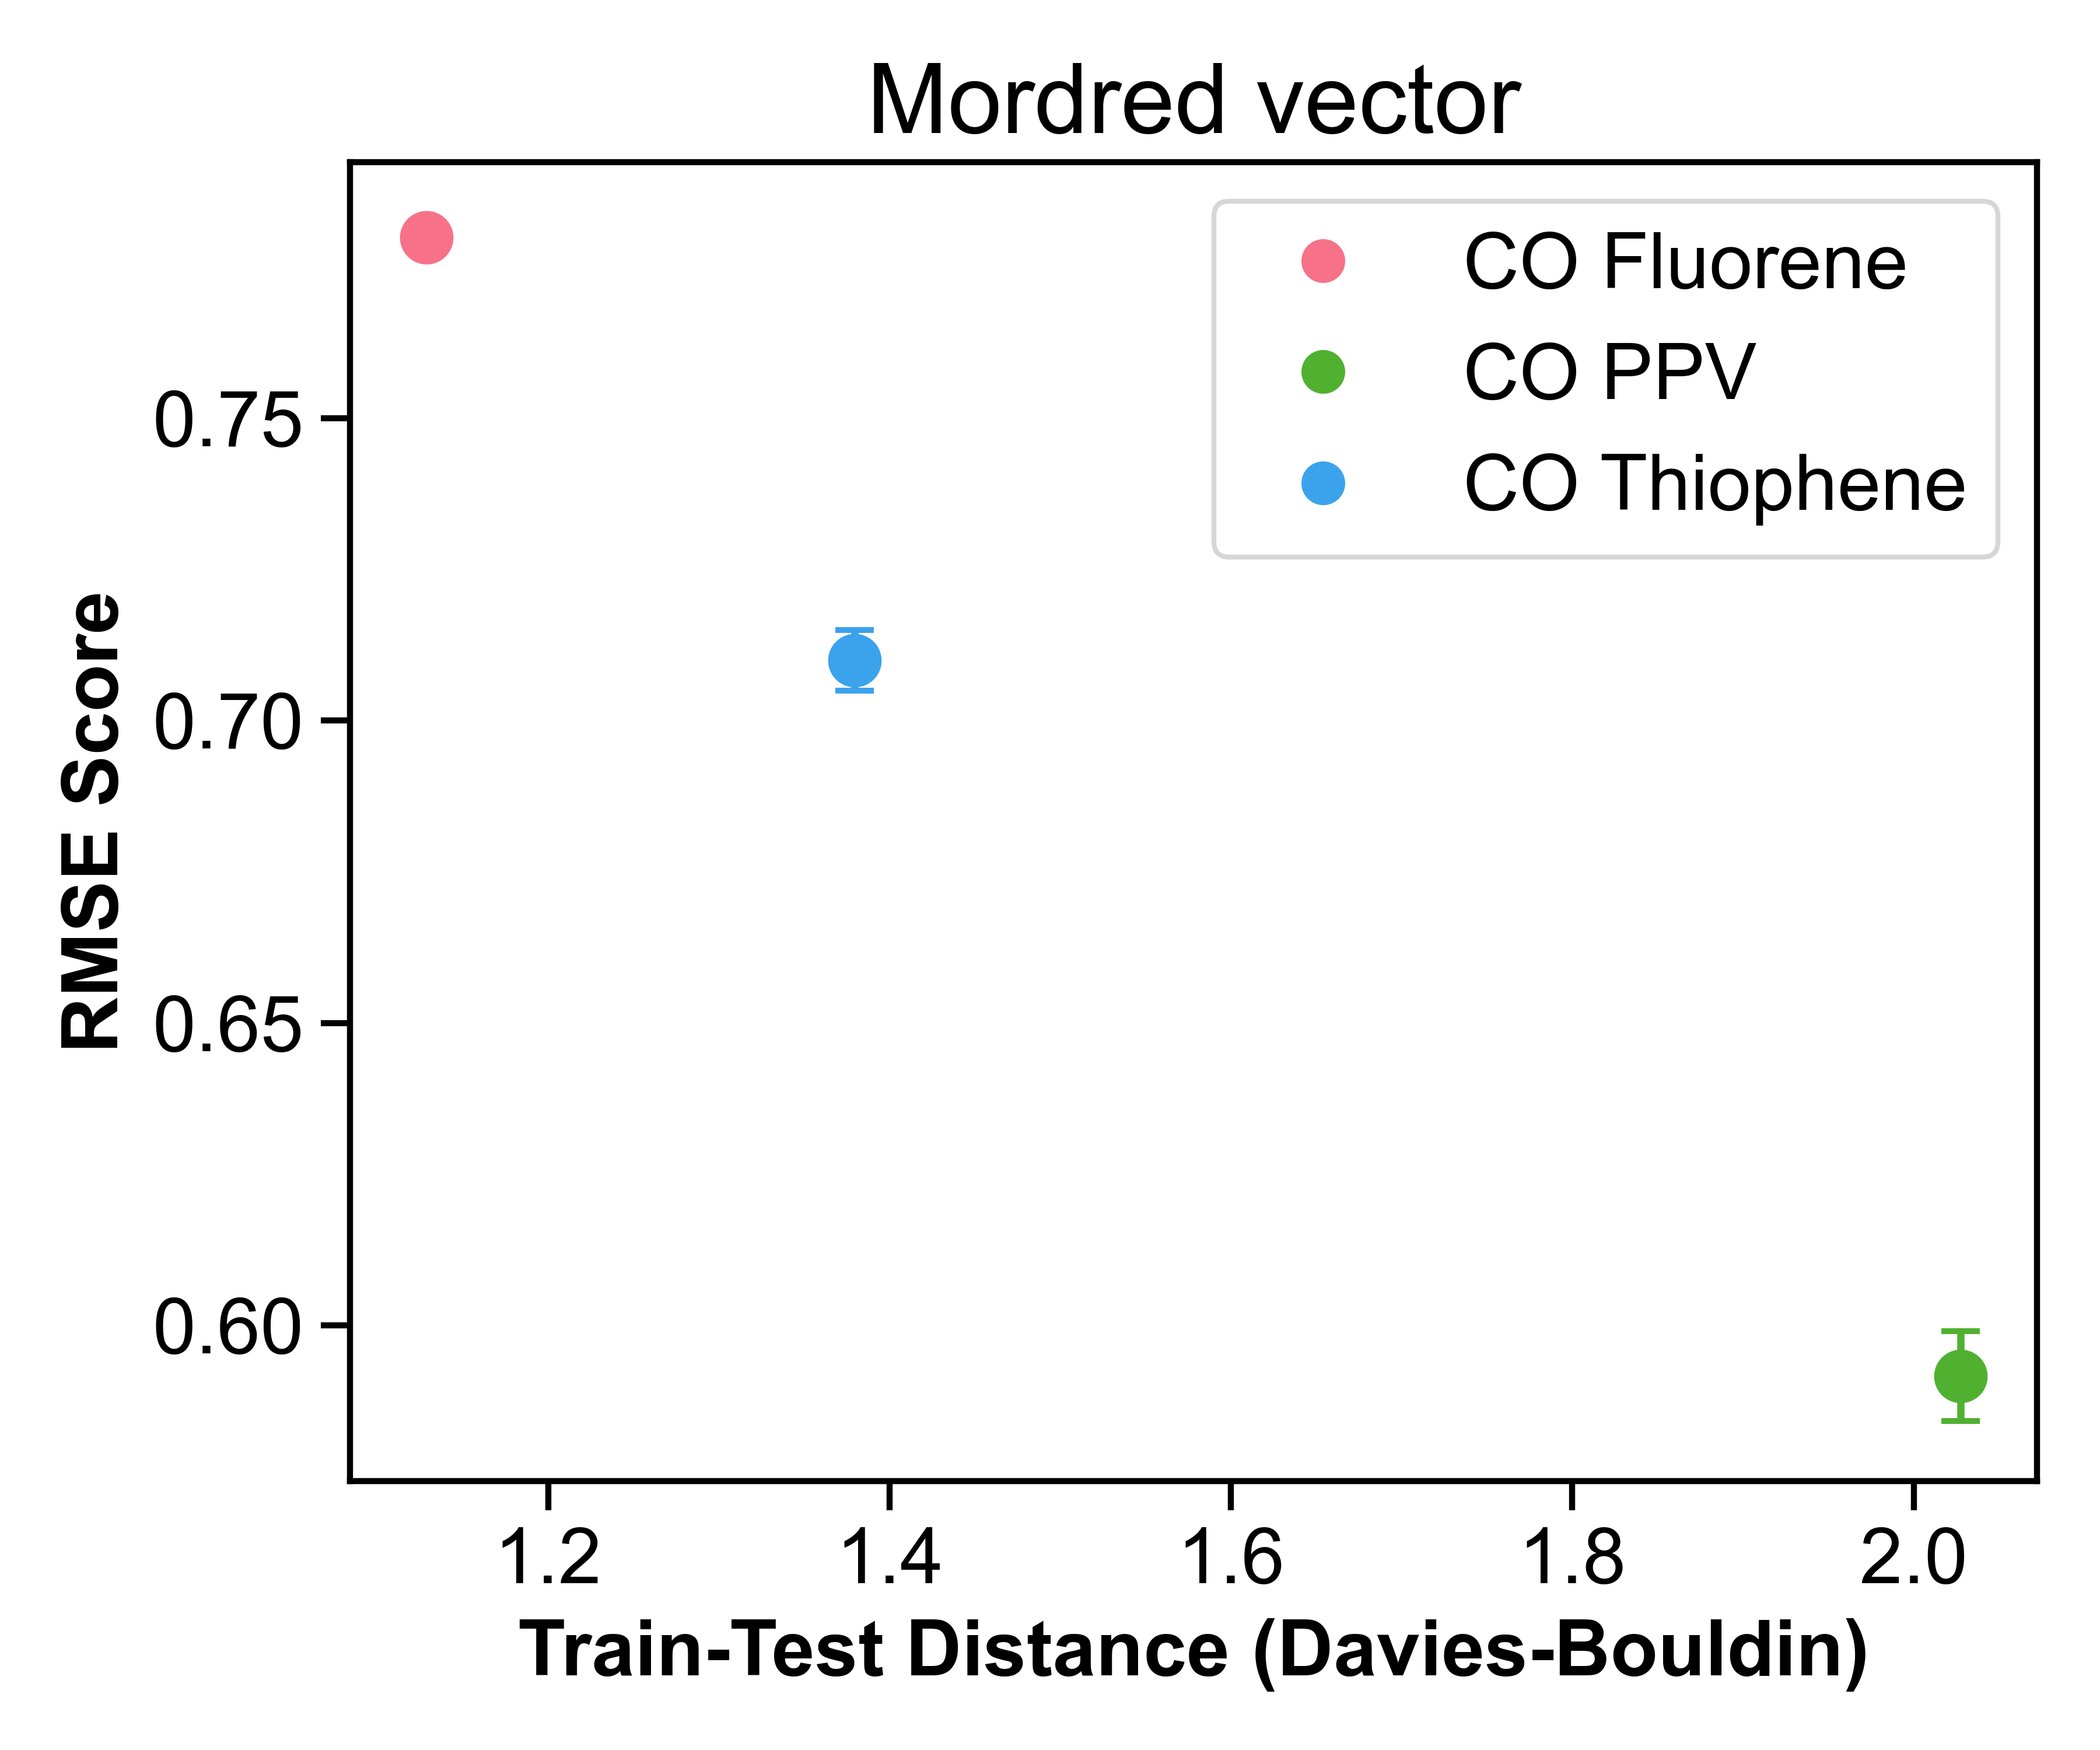 Mordred vector
CO Fluorene
CO PPV
CO Thiophene
RMSE Score
0.75
0.70
0.65
0.60
1.2
1.4
1.6
1.8
2.0
Train-Test Distance (Davies-Bouldin)